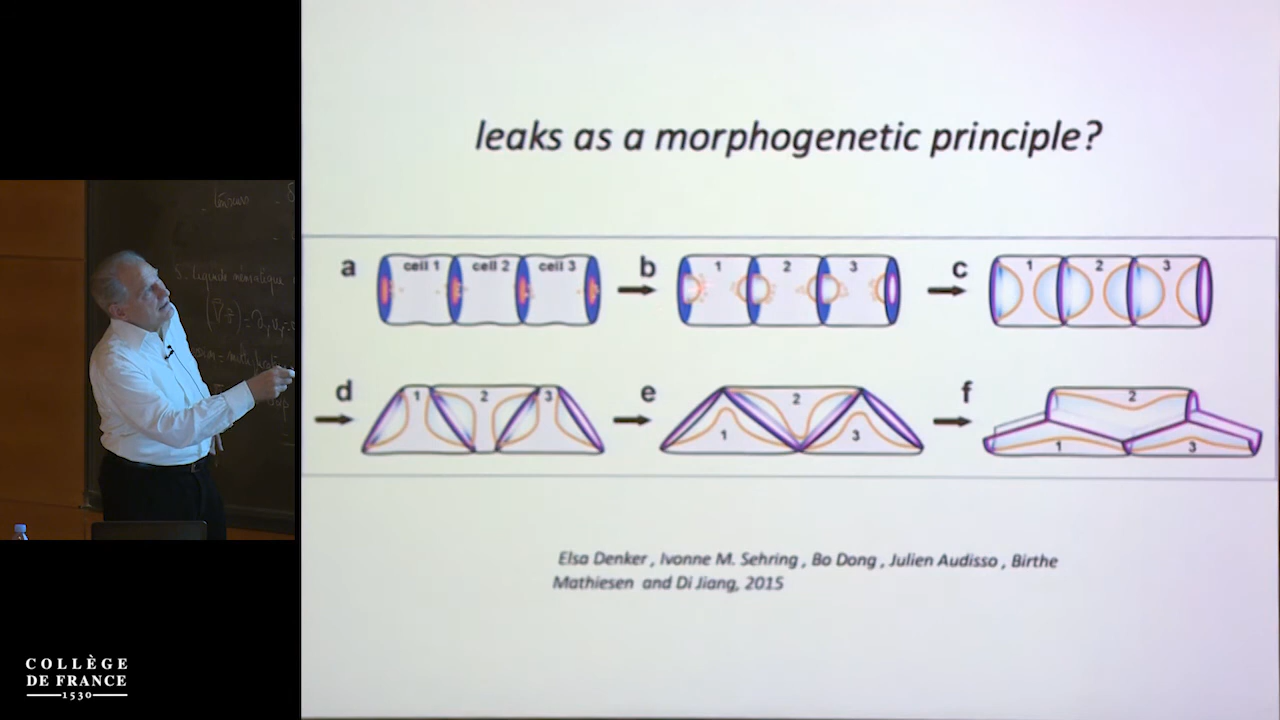 leaks as a morphogenetic principle?
a
cell 1
cell 2
cell 3
b
1
2
3
c
1
2
3
d
1
2
3
e
1
2
3
f
1
2
3
Elsa Denker , Ivonne M. Sehring , Bo Dong , Julien Audisso , Birthe
Mathiesen and Di Jiang, 2015
COLLÈGE
DE FRANCE
1530